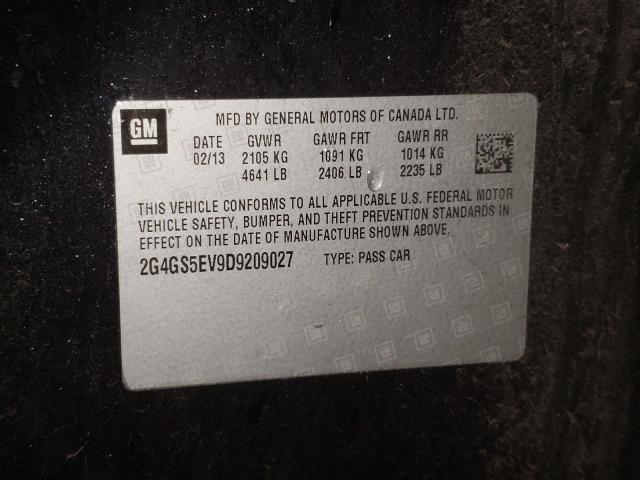 GM
MFD BY GENERAL MOTORS OF CANADA LTD.
DATE GVWR GAWR FRT GAWR RR
02/13 2105 KG 1091 KG 1014 KG
4641 LB 2406 LB 2235 LB
THIS VEHICLE CONFORMS TO ALL APPLICABLE U.S. FEDERAL MOTOR
VEHICLE SAFETY, BUMPER, AND THEFT PREVENTION STANDARDS IN
EFFECT ON THE DATE OF MANUFACTURE SHOWN ABOVE.
2G4GS5EV9D9209027 TYPE: PASS CAR